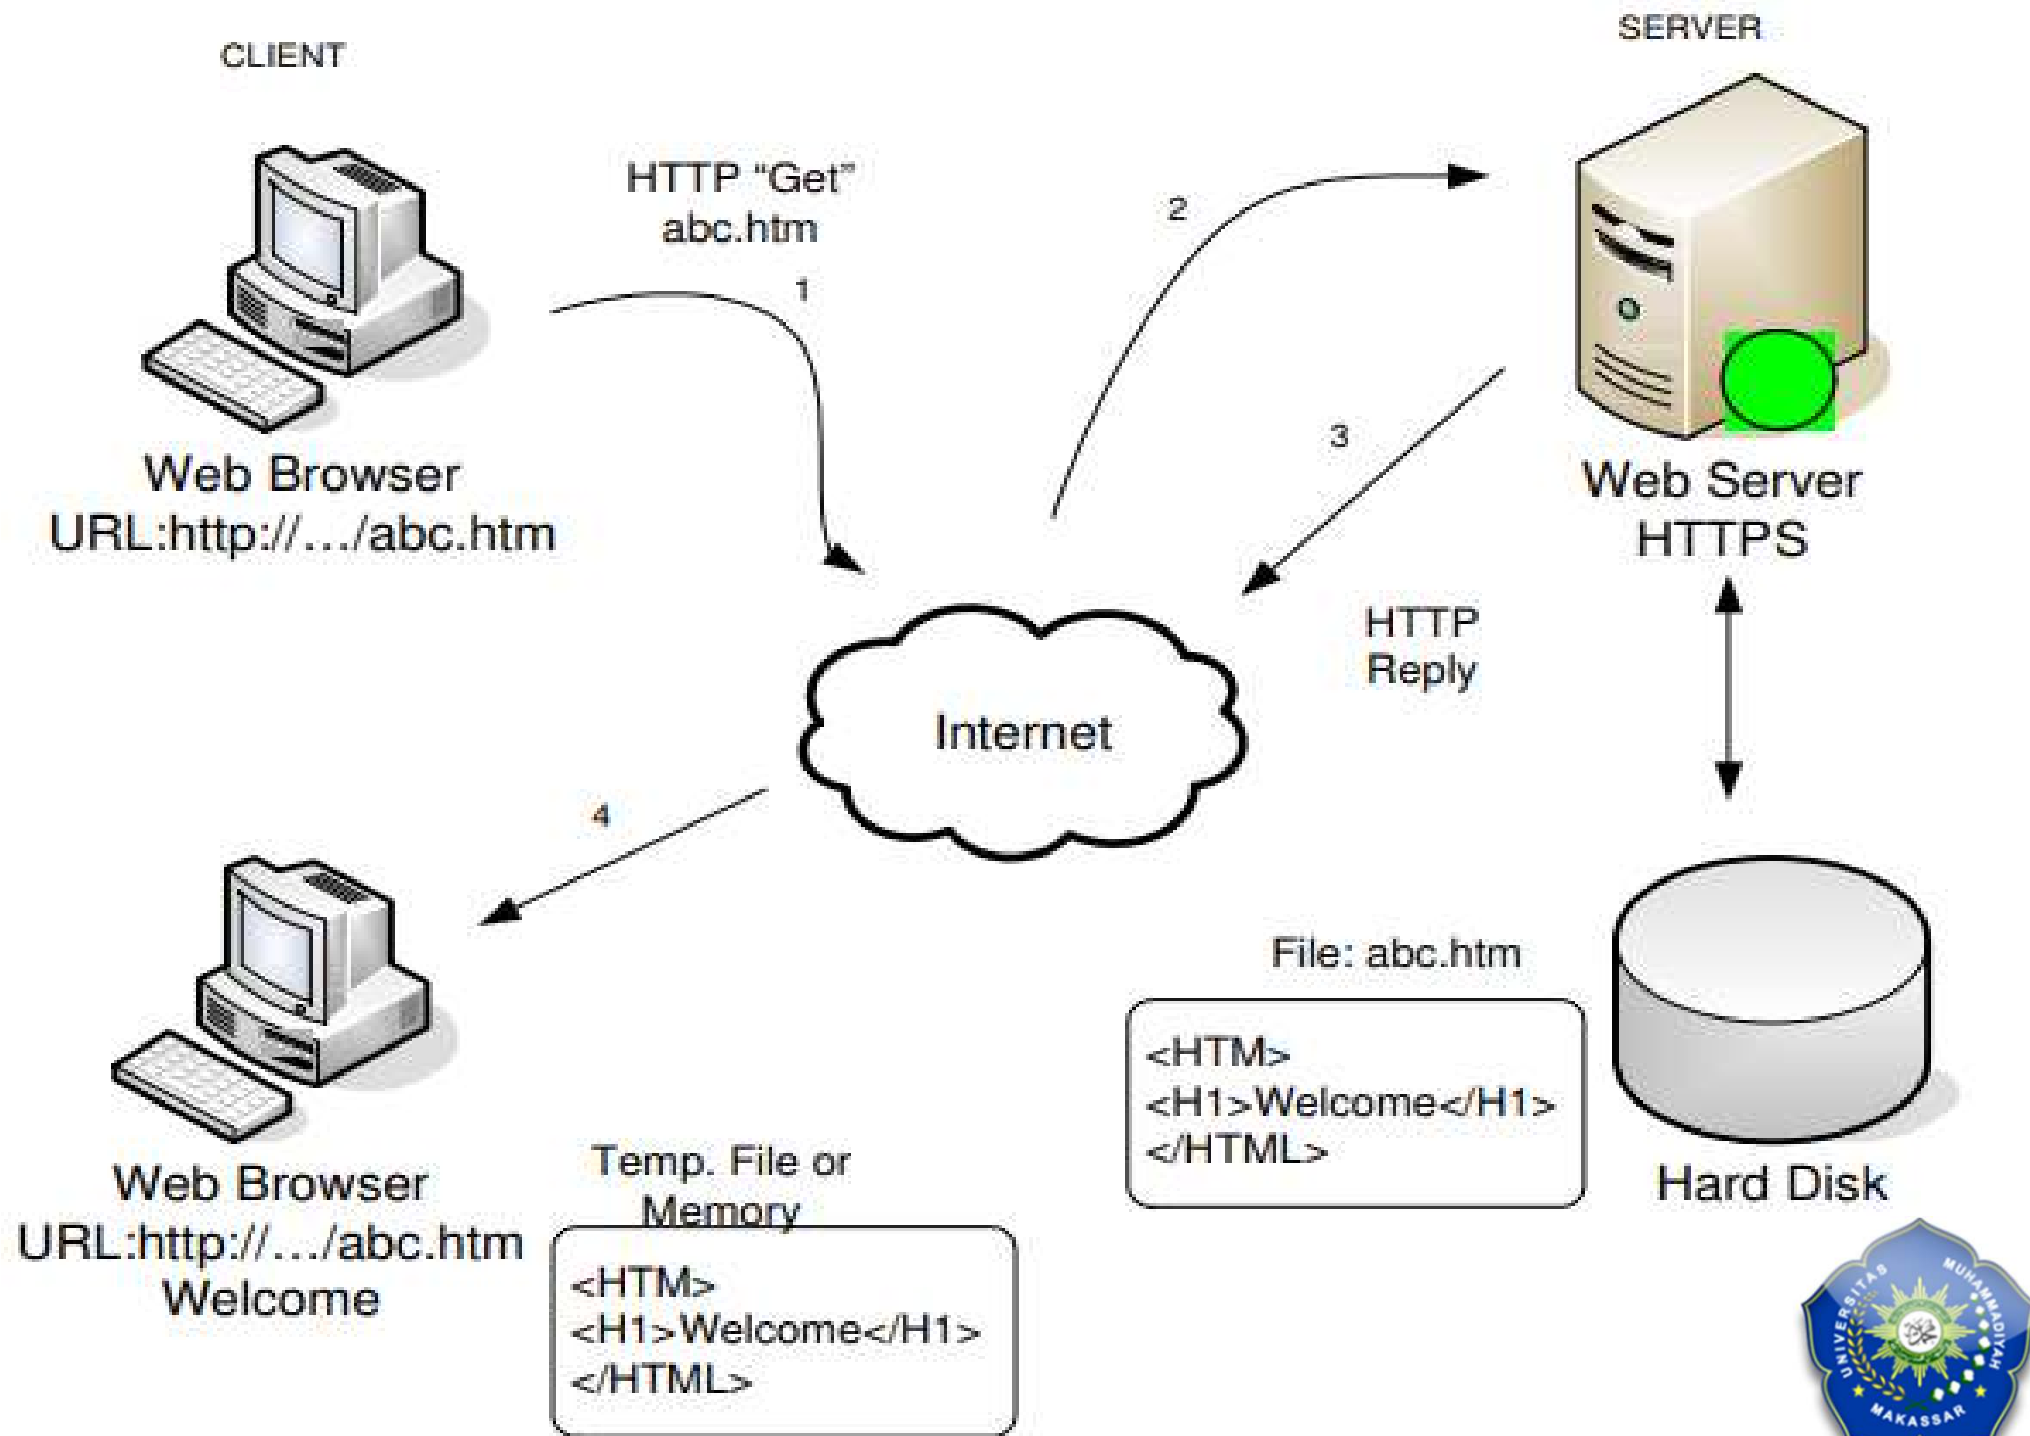 CLIENT
SERVER
HTTP “Get”
abc.htm
1
2
3
Web Browser
URL:http://…/abc.htm
Web Server
HTTPS
HTTP
Reply
Internet
4
File: abc.htm
<HTM>
<H1>Welcome</H1>
</HTML>
Hard Disk
Web Browser
URL:http://…/abc.htm
Welcome
Temp. File or
Memory
<HTM>
<H1>Welcome</H1>
</HTML>
UNIVERSITAS MUHAMMADIYAH
MAKASSAR